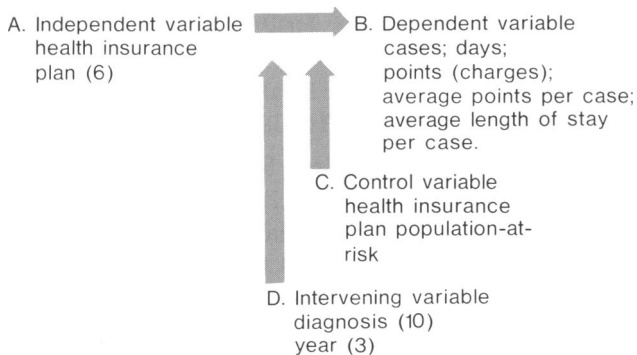 A. Independent variable
health insurance
plan (6)
B. Dependent variable
cases; days;
points (charges);
average points per case;
average length of stay
per case.
C. Control variable
health insurance
plan population-at-
risk
D. Intervening variable
diagnosis (10)
year (3)